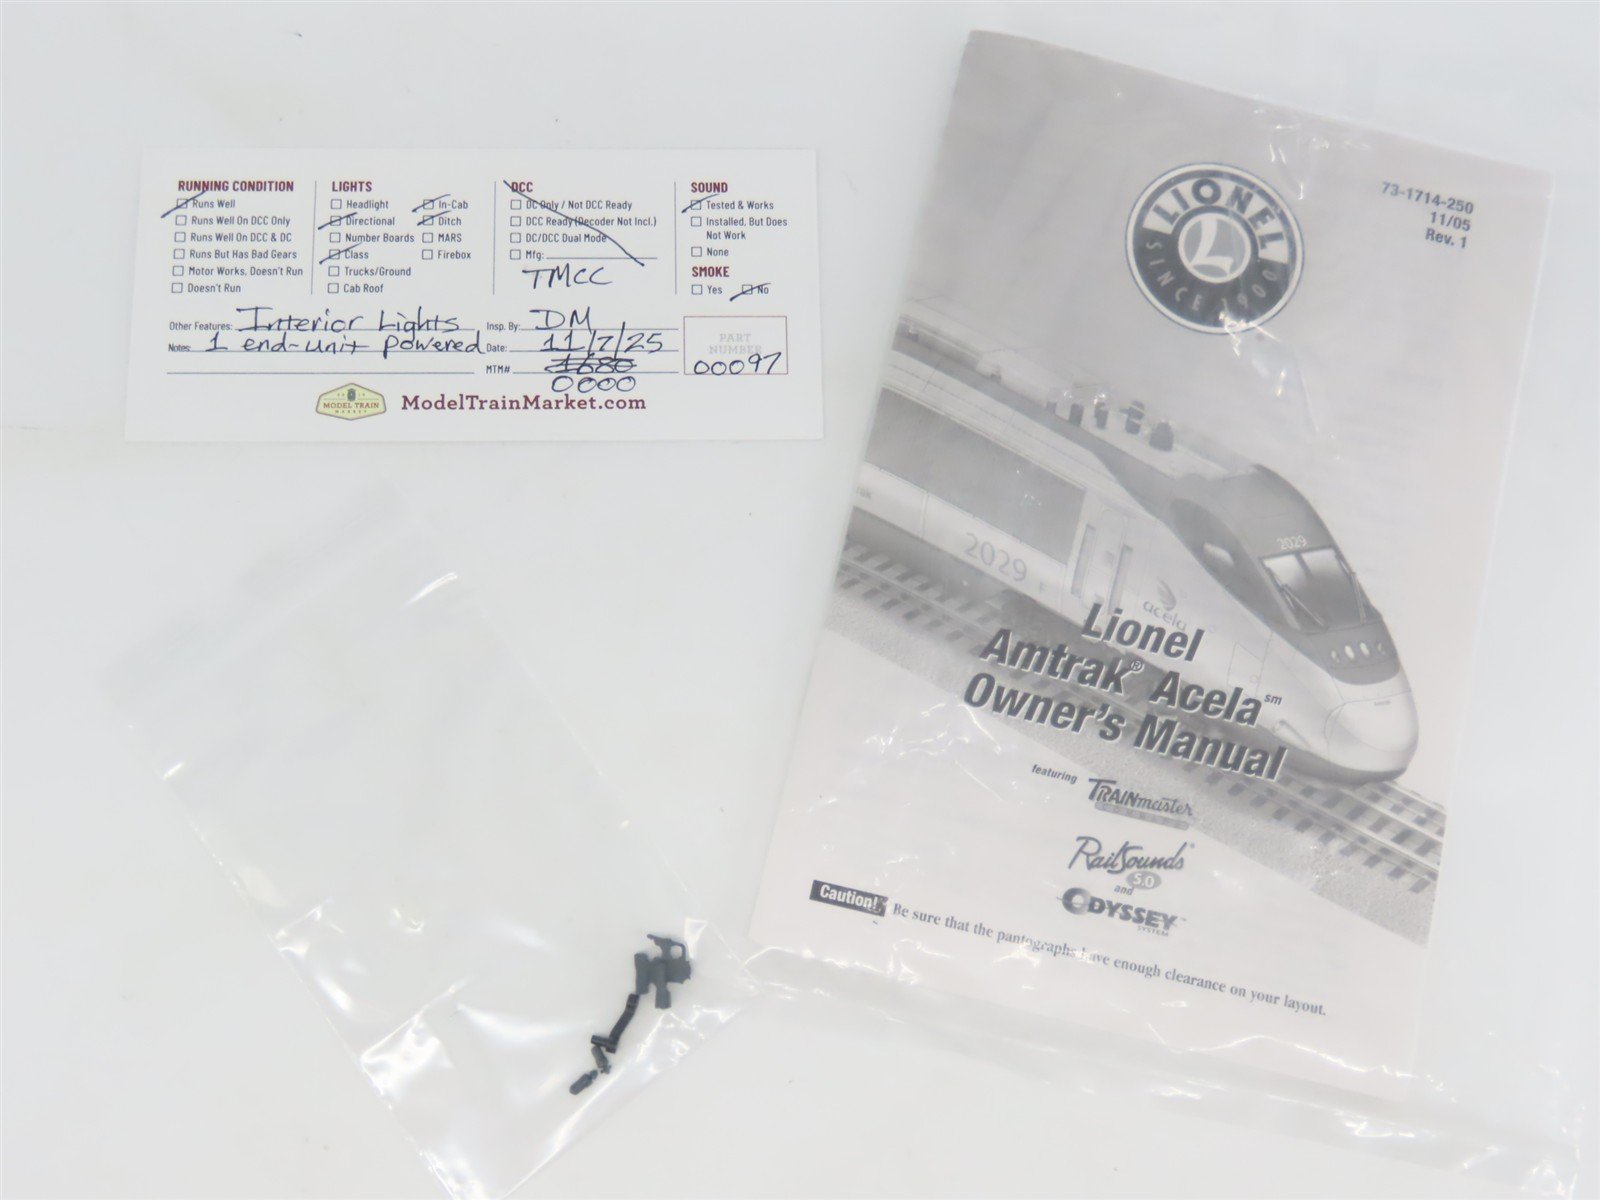 RUNNING CONDITION
Runs Well
Runs Well On DCC Only
Runs Well On DCC & DC
Runs But Has Bad Gears
Motor Works, Doesn't Run
Doesn't Run
LIGHTS
Headlight
Directional
Number Boards
Class
Trucks/Ground
Cab Roof
In-Cab
Ditch
MARS
Firebox
DCC
DC Only / Not DCC Ready
DCC Ready (Decoder Not Incl.)
DC/DCC Dual Mode
Mfg:
TMCC
SOUND
Tested & Works
Installed, But Does
Not Work
None
SMOKE
Yes No
Other Features: Interior Lights
Notes: 1 end-unit powered
Insp. By: DM
Date: 11/7/25
MTM# 1680
0000
PART
NUMBER
00097
MODEL TRAIN
MARKET
ModelTrainMarket.com
73-1714-250
11/05
Rev. 1
LIONEL
L
SINCE 1900
2029
2029
acela
Lionel
Amtrak® Acela℠
Owner's Manual
featuring TRAINmaster
RailSounds
5.0
and
ODYSSEY
SYSTEM
Caution! Be sure that the pantographs have enough clearance on your layout.